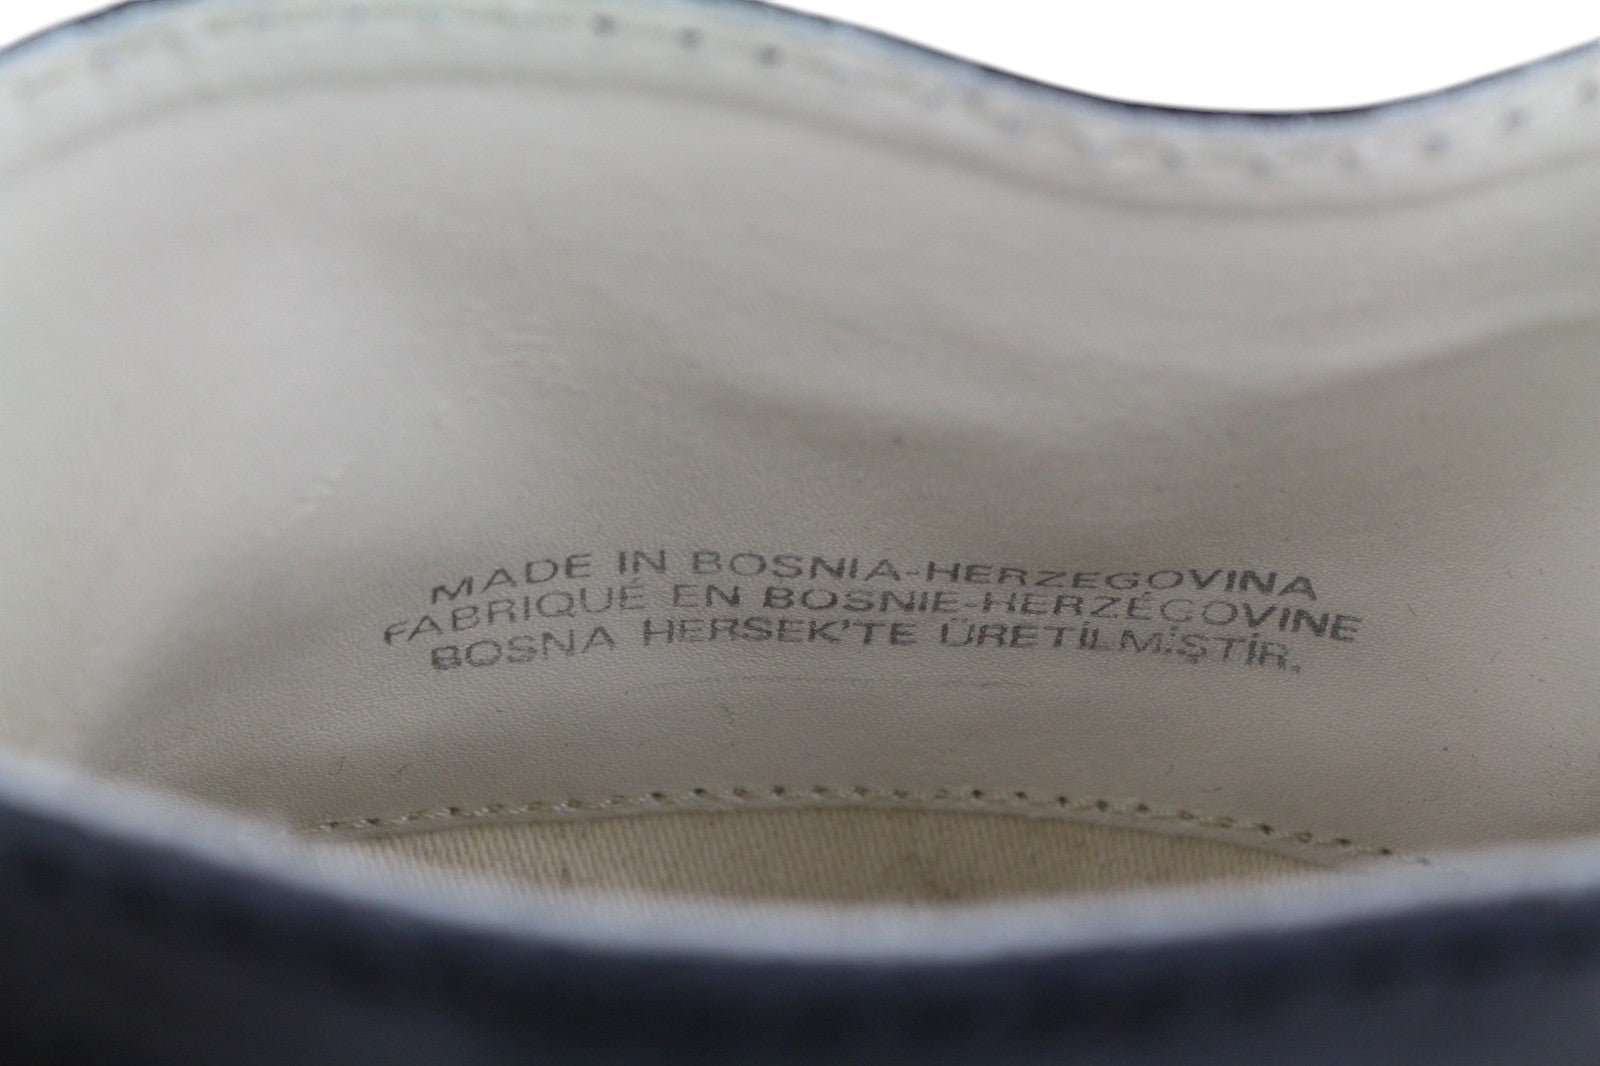 MADE IN BOSNIA-HERZEGOVINA
FABRIQUÉ EN BOSNIE-HERZÉGOVINE
BOSNA HERSEK'TE ÜRETİLMİŞTİR.